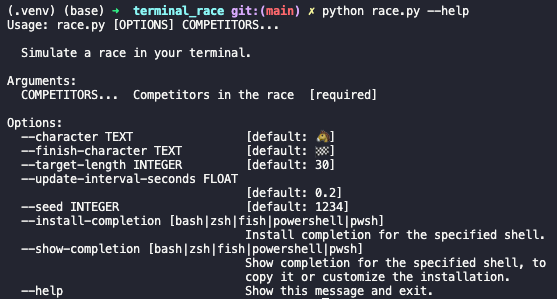 (.venv) (base) ➜  terminal_race git:(main) ✗ python race.py --help
Usage: race.py [OPTIONS] COMPETITORS...

  Simulate a race in your terminal.

Arguments:
  COMPETITORS...  Competitors in the race  [required]

Options:
  --character TEXT                [default: ]
  --finish-character TEXT         [default: 🏁]
  --target-length INTEGER         [default: 30]
  --update-interval-seconds FLOAT
                                  [default: 0.2]
  --seed INTEGER                  [default: 1234]
  --install-completion [bash|zsh|fish|powershell|pwsh]
                                  Install completion for the specified shell.
  --show-completion [bash|zsh|fish|powershell|pwsh]
                                  Show completion for the specified shell, to
                                  copy it or customize the installation.
  --help                          Show this message and exit.